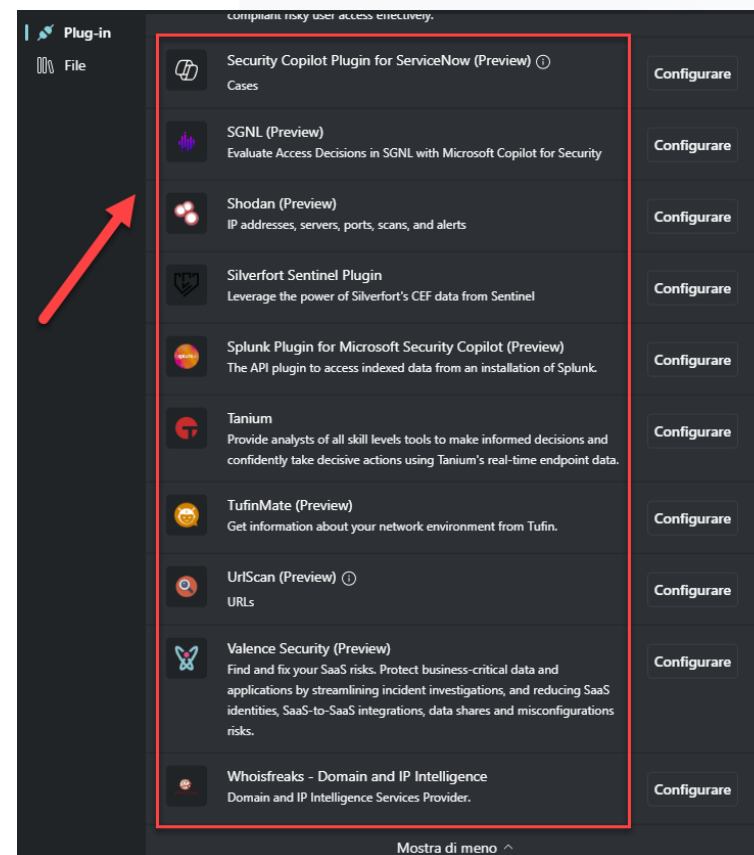 compliant risky user access effectively.
Plug-in
File
Security Copilot Plugin for ServiceNow (Preview)
Cases
Configurare
SGNL (Preview)
Evaluate Access Decisions in SGNL with Microsoft Copilot for Security
Configurare
Shodan (Preview)
IP addresses, servers, ports, scans, and alerts
Configurare
Silverfort Sentinel Plugin
Leverage the power of Silverfort's CEF data from Sentinel
Configurare
Splunk Plugin for Microsoft Security Copilot (Preview)
The API plugin to access indexed data from an installation of Splunk.
Configurare
Tanium
Provide analysts of all skill levels tools to make informed decisions and
confidently take decisive actions using Tanium's real-time endpoint data.
Configurare
TufinMate (Preview)
Get information about your network environment from Tufin.
Configurare
UrlScan (Preview)
URLs
Configurare
Valence Security (Preview)
Find and fix your SaaS risks. Protect business-critical data and
applications by streamlining incident investigations, and reducing SaaS
identities, SaaS-to-SaaS integrations, data shares and misconfigurations
risks.
Configurare
Whoisfreaks - Domain and IP Intelligence
Domain and IP Intelligence Services Provider.
Configurare
Mostra di meno